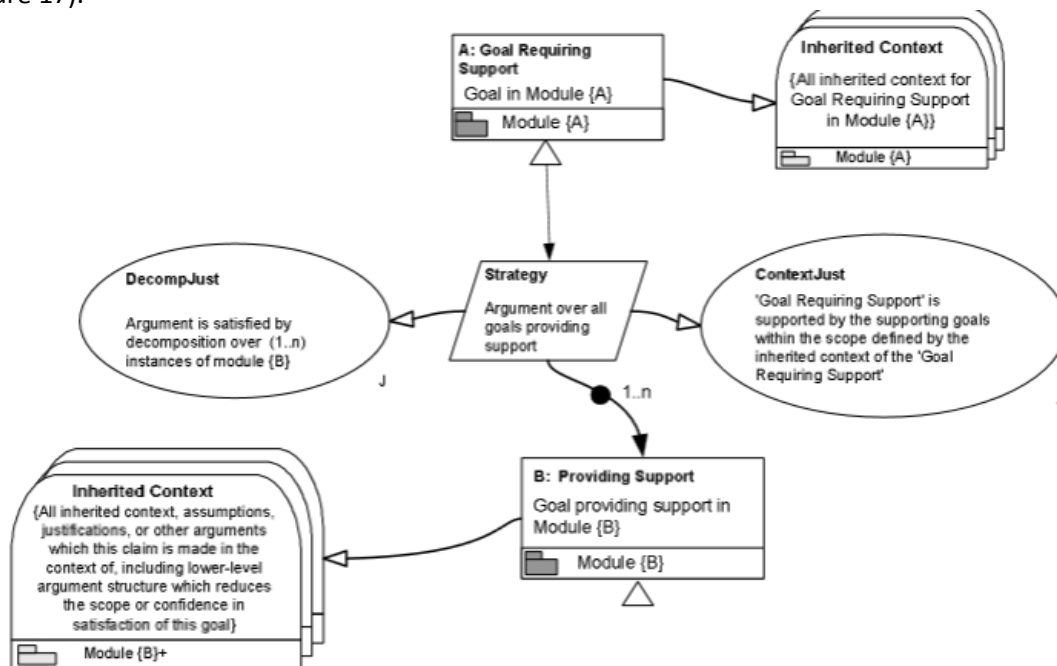 ure 17).
A: Goal Requiring
Support
Goal in Module {A}
Module {A}
Inherited Context
{All inherited context for
Goal Requiring Support
in Module {A}}
Module {A}
DecompJust
Argument is satisfied by
decomposition over (1..n)
instances of module {B}
J
Strategy
Argument over all
goals providing
support
ContextJust
'Goal Requiring Support' is
supported by the supporting goals
within the scope defined by the
inherited context of the 'Goal
Requiring Support'
1..n
B: Providing Support
Goal providing support in
Module {B}
Module {B}
Inherited Context
{All inherited context, assumptions,
justifications, or other arguments
which this claim is made in the
context of, including lower-level
argument structure which reduces
the scope or confidence in
satisfaction of this goal}
Module {B}+